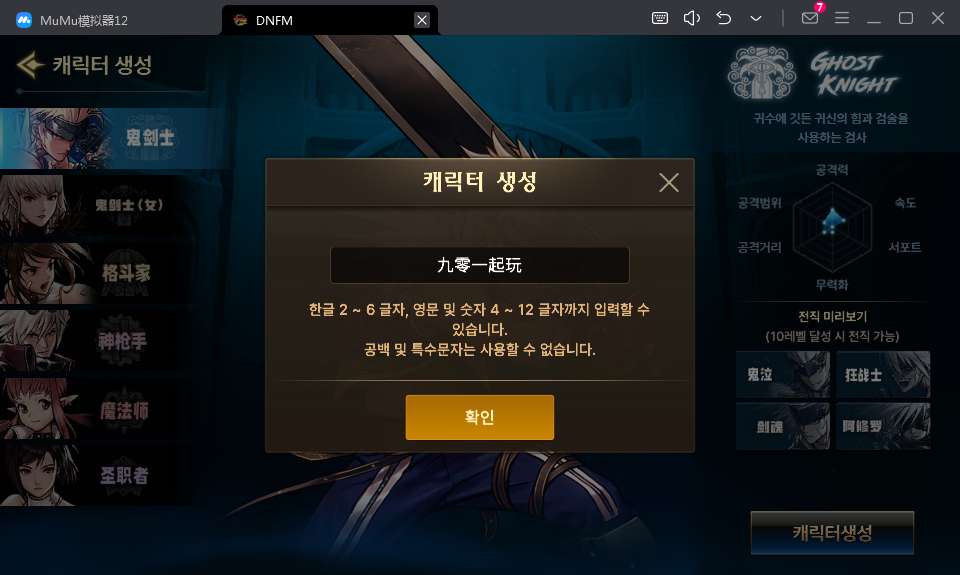 MuMu模拟器12
DNFM
7
캐릭터 생성
鬼剑士
鬼剑士(女)
格斗家
神枪手
魔法师
圣职者
캐릭터 생성
九零一起玩
한글 2 ~ 6 글자, 영문 및 숫자 4 ~ 12 글자까지 입력할 수
있습니다.
공백 및 특수문자는 사용할 수 없습니다.
확인
GHOST
KNIGHT
귀수에 깃든 귀신의 힘과 검술을
사용하는 검사
공격력
공격범위
속도
공격거리
서포트
무력화
전직 미리보기
(10레벨 달성 시 전직 가능)
鬼泣
狂战士
剑魂
阿修罗
캐릭터생성